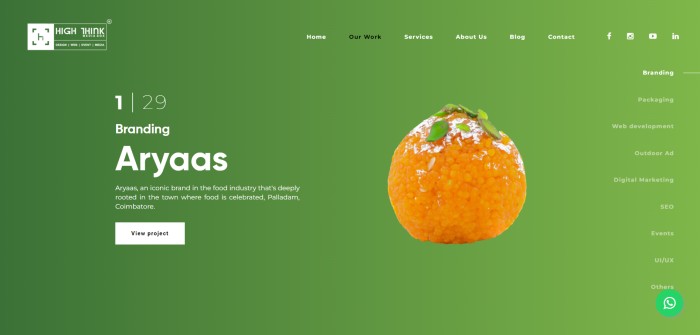 HIGH THINK
DESIGN | WEB | EVENT | MEDIA
Home Our Work Services About Us Blog Contact
1 | 29
Branding
Aryaas
Aryaas, an iconic brand in the food industry that's deeply
rooted in the town where food is celebrated, Palladam,
Coimbatore.
View project
Branding
Packaging
Web development
Outdoor Ad
Digital Marketing
SEO
Events
UI/UX
Others